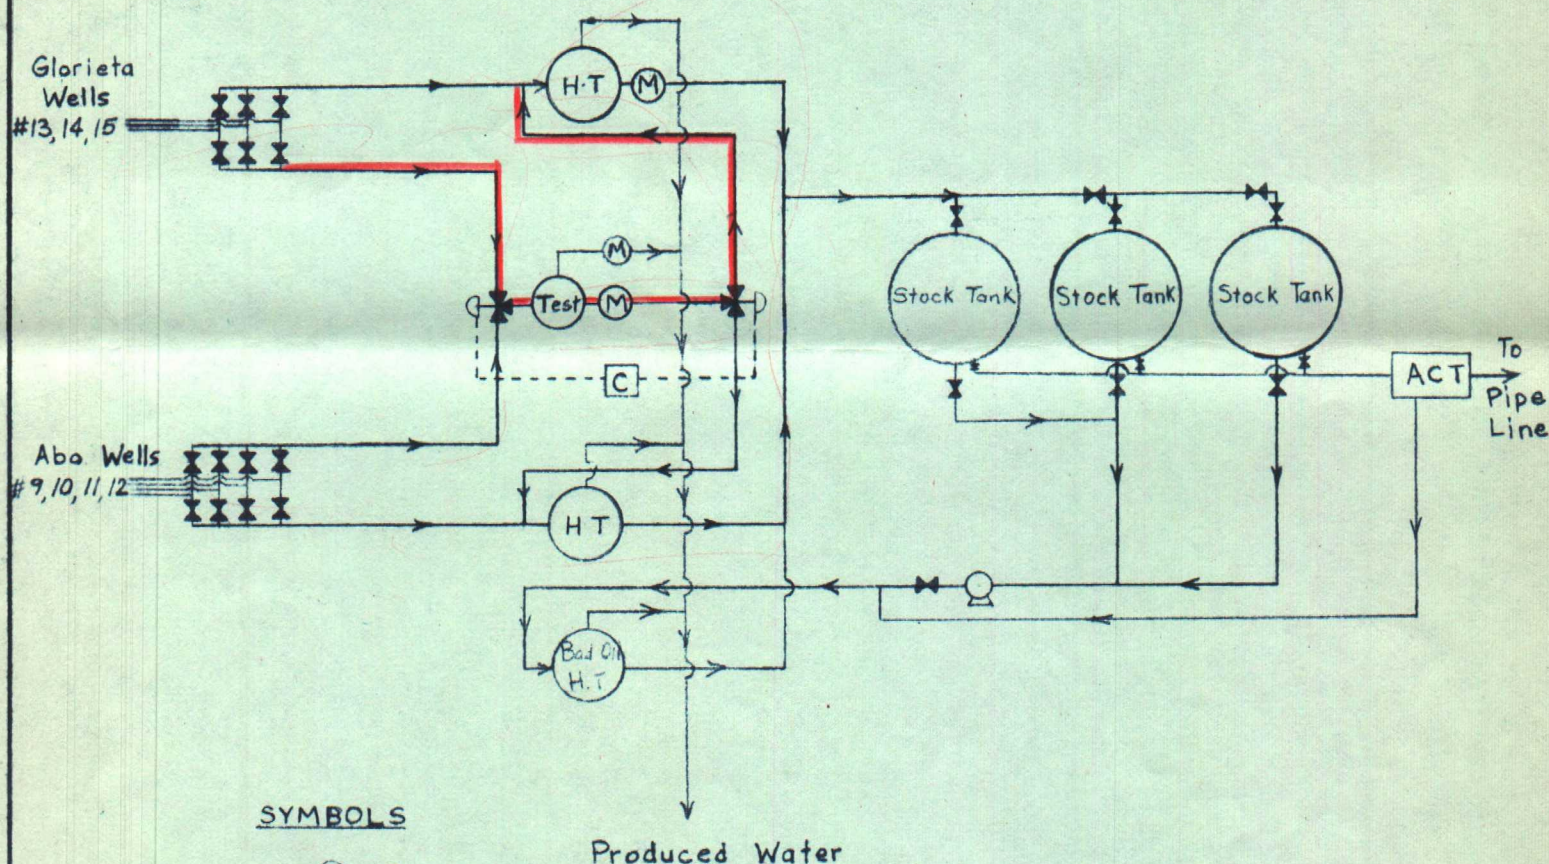 Glorieta
Wells
#13, 14, 15
H.T
M
M
Test
M
C
Stock Tank
Stock Tank
Stock Tank
ACT
To
Pipe
Line
Abo Wells
#9, 10, 11, 12
H T
Bad Oil
H.T
SYMBOLS
Produced Water